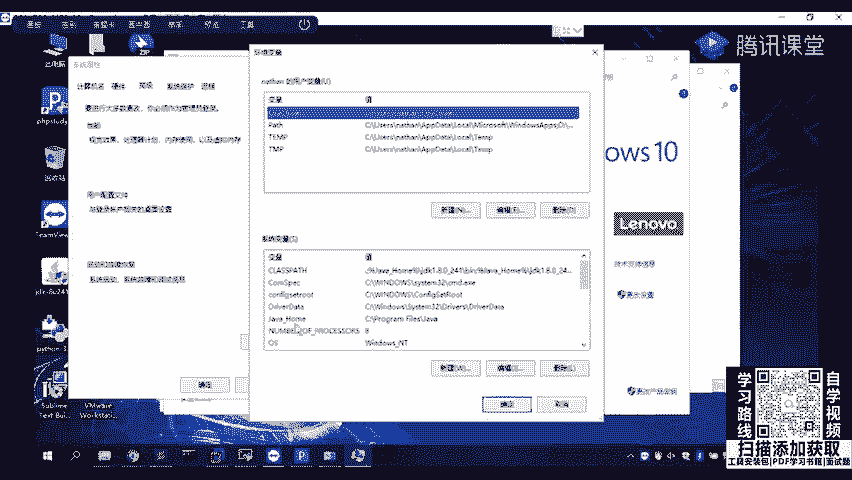 ZIP
腾讯课堂
系统属性
环境变量
计算机名 硬件 高级 系统保护 远程
要进行大多数更改，你必须作为管理员登录。
性能
视觉效果，处理器计划，内存使用，以及虚拟内存
用户配置文件
与登录帐户相关的桌面设置
启动和故障恢复
系统启动、系统故障和调试信息
确定
nathan 的用户变量(U)
变量 值
Path C:\Users\nathan\AppData\Local\Microsoft\WindowsApps;D:\...
TEMP C:\Users\nathan\AppData\Local\Temp
TMP C:\Users\nathan\AppData\Local\Temp
新建(N)... 编辑(E)... 删除(D)
系统变量(S)
变量 值
CLASSPATH .;%Java_Home%\jdk1.8.0_241\bin;%Java_Home%\jdk1.8.0_24...
ComSpec C:\WINDOWS\system32\cmd.exe
configsetroot C:\WINDOWS\ConfigSetRoot
DriverData C:\Windows\System32\Drivers\DriverData
Java_Home C:\Program Files\Java
NUMBER_OF_PROCESSORS 8
OS Windows_NT
新建(W)... 编辑(I)... 删除(L)
确定 取消
ows10
Lenovo
技术支持信息
更改设置
更改产品密钥
phpstudy
回收站
TeamView
Sublime
Text Buil...
VMware
Workstati...
学习路线
自学视频
扫描添加获取
工具安装包|PDF学习书籍|面试题